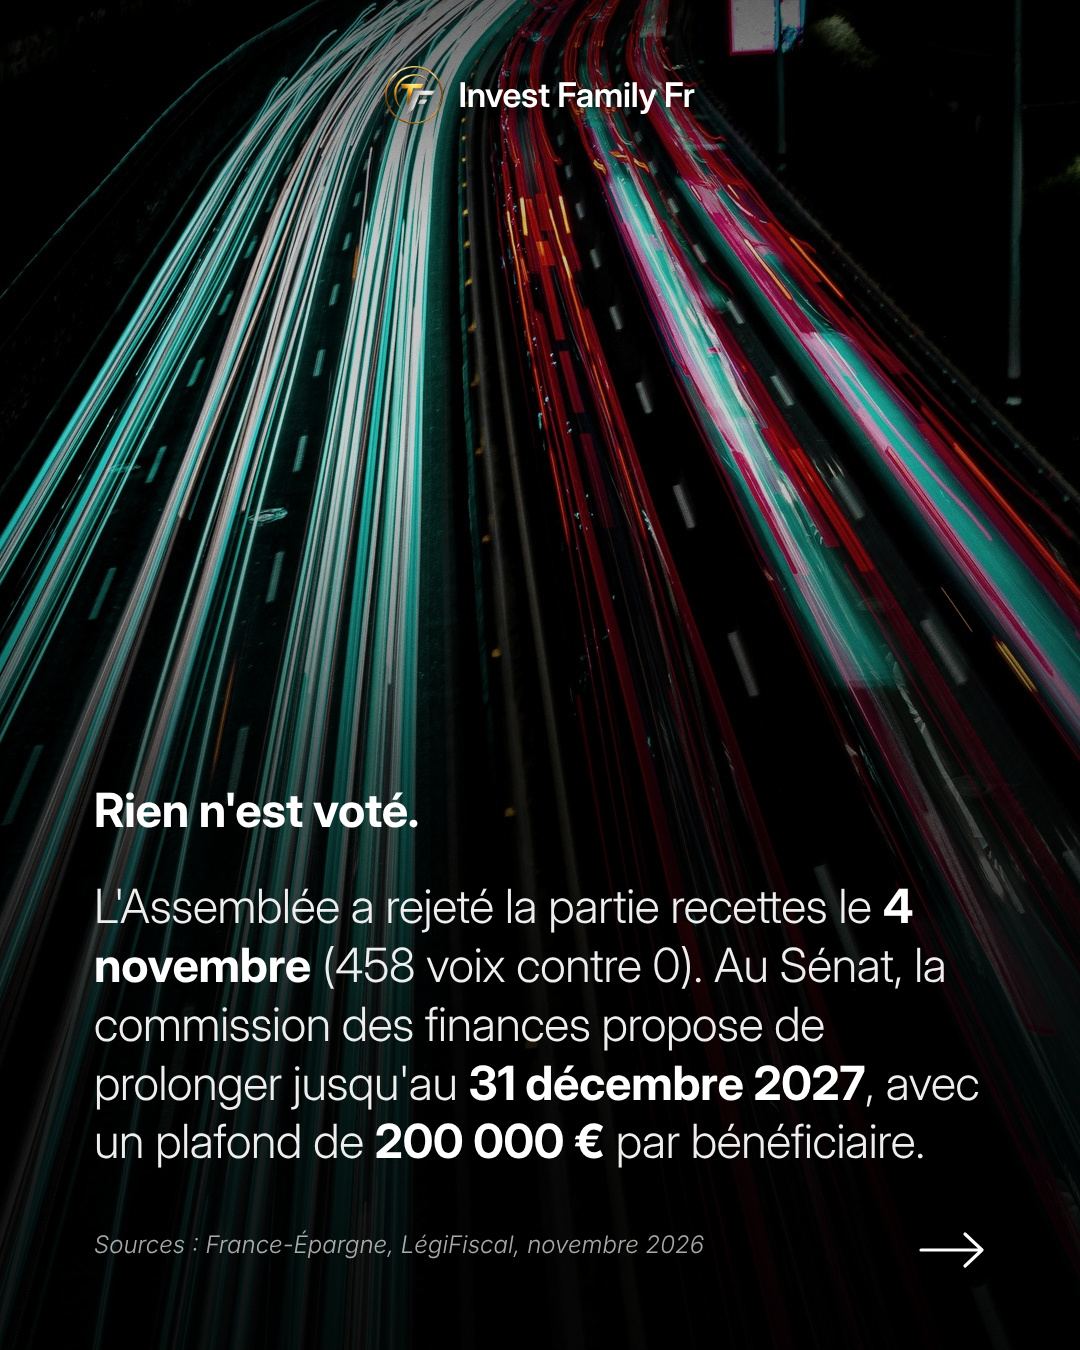 TF Invest Family Fr
Rien n'est voté.
L'Assemblée a rejeté la partie recettes le 4
novembre (458 voix contre 0). Au Sénat, la
commission des finances propose de
prolonger jusqu'au 31 décembre 2027, avec
un plafond de 200 000 € par bénéficiaire.
Sources : France-Épargne, LégiFiscal, novembre 2026